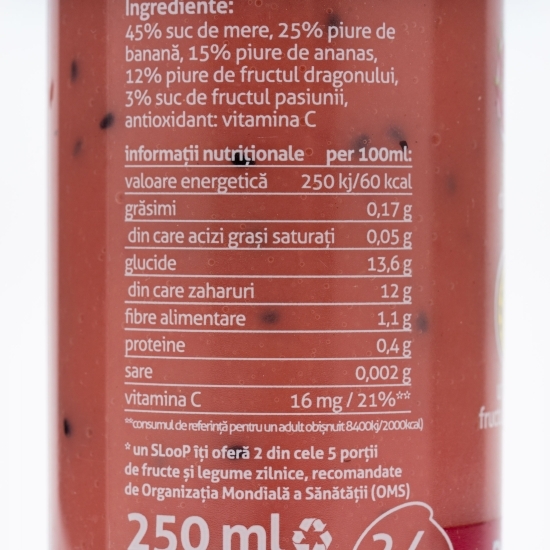 Ingrediente:
45% suc de mere, 25% piure de
banană, 15% piure de ananas,
12% piure de fructul dragonului,
3% suc de fructul pasiunii,
antioxidant: vitamina C
informații nutriționale per 100ml:
valoare energetică 250 kj/60 kcal
grăsimi 0,17 g
din care acizi grași saturați 0,05 g
glucide 13,6 g
din care zaharuri 12 g
fibre alimentare 1,1 g
proteine 0,4 g
sare 0,002 g
vitamina C 16 mg / 21%**
**consumul de referință pentru un adult obișnuit 8400kj/2000kcal)
* un SLooP îți oferă 2 din cele 5 porții
de fructe și legume zilnice, recomandate
de Organizația Mondială a Sănătății (OMS)
250 ml